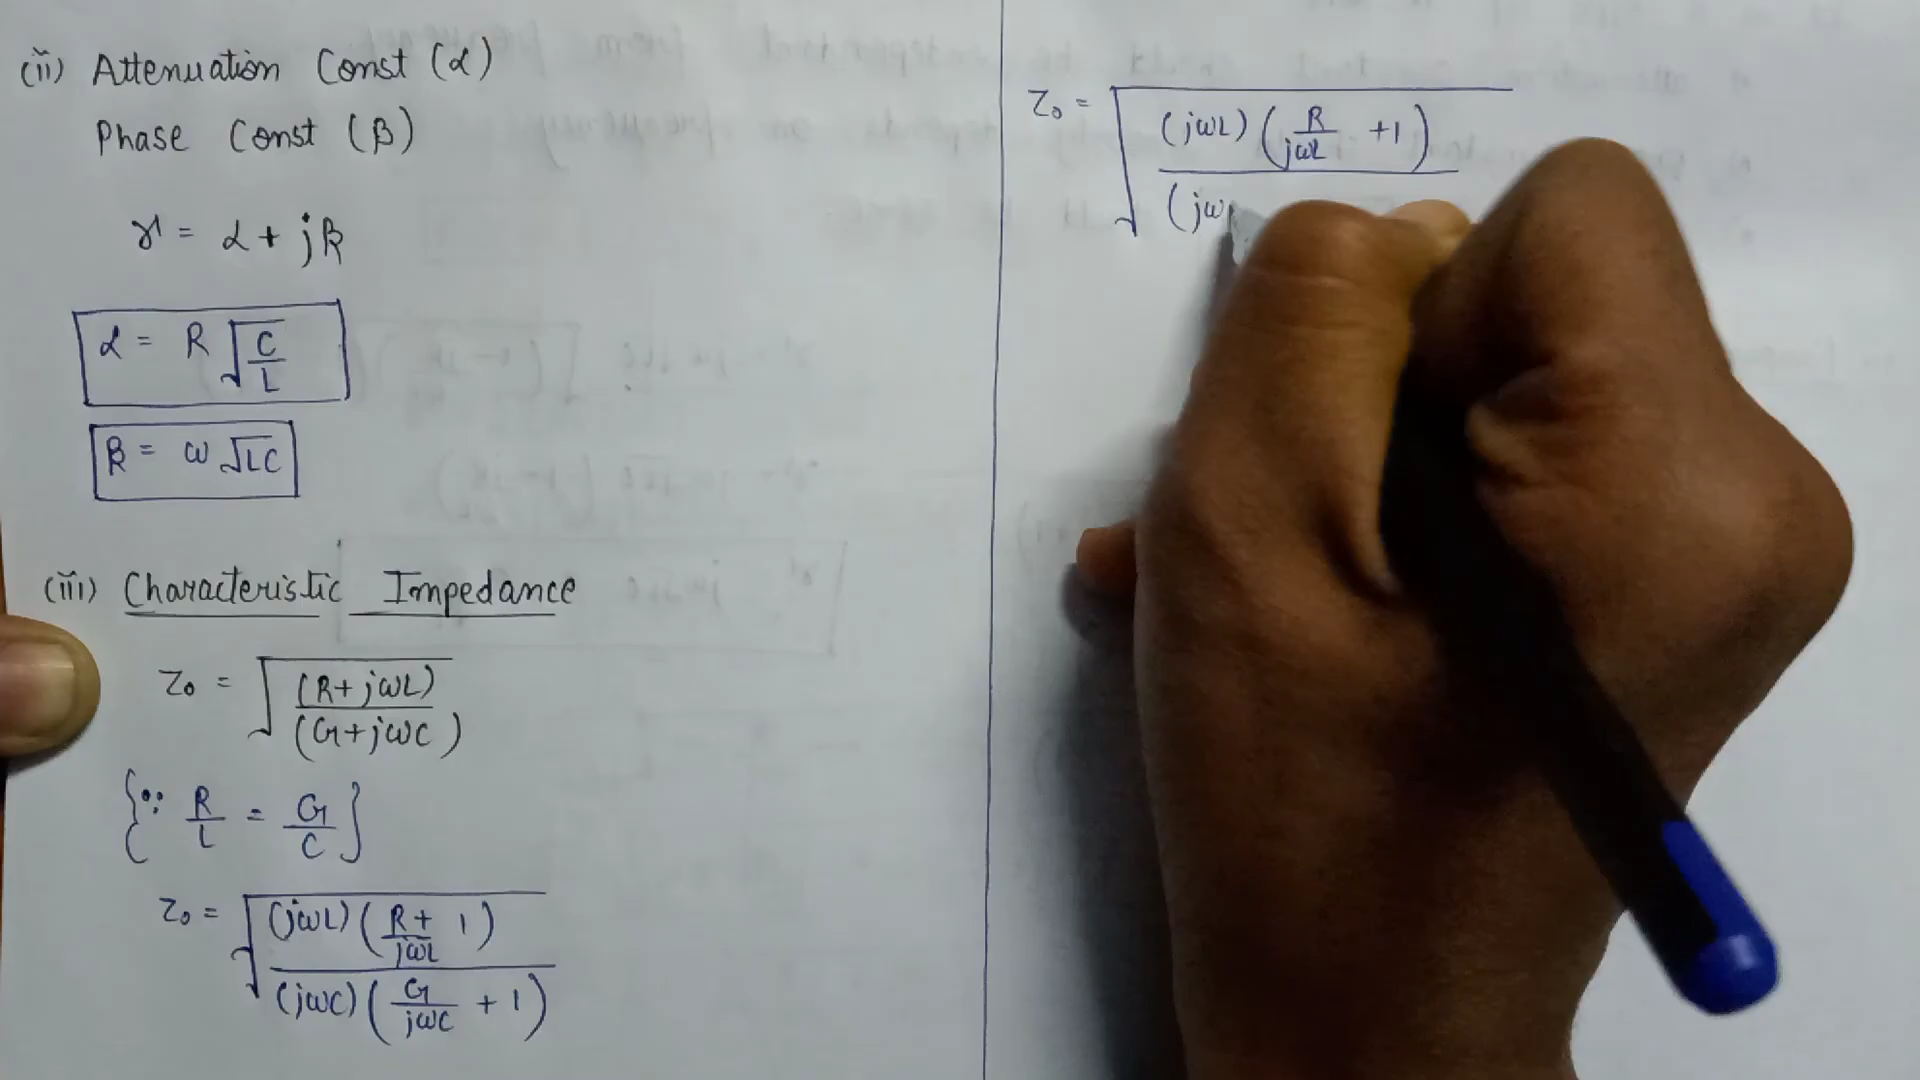 (ii) Attenuation Const (α)
Phase Const (β)
γ = α + jβ
α = R √(C/L)
β = ω √LC
(iii) Characteristic Impedance
Z₀ = √((R+jωL)/(G+jωC))
{∵ R/L = G/C}
Z₀ = √((jωL)(R/jωL + 1)/(jωC)(G/jωC + 1))
Z₀ = √((jωL)(R/jωL + 1)/(jω